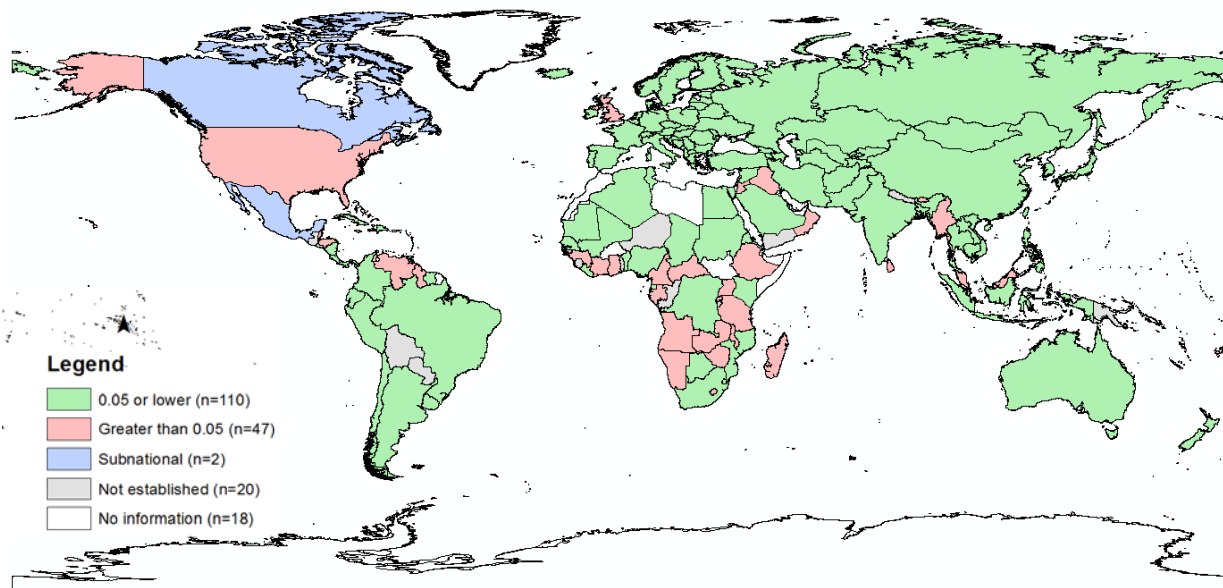 Legend
0.05 or lower (n=110)
Greater than 0.05 (n=47)
Subnational (n=2)
Not established (n=20)
No information (n=18)